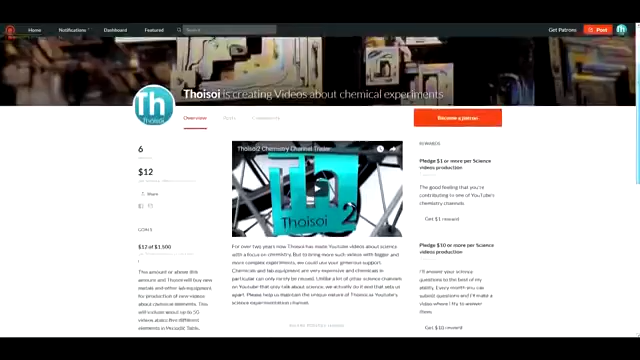 Home Notifications Dashboard Featured Search Get Patrons Post
Th
Thoisoi
Thoisoi is creating Videos about chemical experiments
Overview Posts Community
Become a patron
6
$12
Share
GOALS
$12 of $1,500
This amount or above this
amount and Thoisoi will buy new
metals and other lab equipment
for production of new videos
about chemical elements. This
will include about up to 50
videos about the different
elements in Periodic Table.
Thoisoi2 Chemistry Channel Trailer
Th
Thoisoi 2
For over two years now Thoisoi has made Youtube videos about science
with a focus on chemistry. But to bring more such videos with bigger and
more complex experiments, we could use your generous support.
Chemicals and lab equipment are very expensive and chemicals in
particular can only rarely be reused. Unlike a lot of other science channels
on Youtube that only talk about science, we actually do it and that sets us
apart. Please help us maintain the unique nature of Thoisoi as Youtube's
science experimentation channel.
REWARDS
Pledge $1 or more per Science
videos production
The good feeling that you're
contributing to one of YouTube's
chemistry channels
Get $1 reward
Pledge $10 or more per Science
videos production
I'll answer your science
questions to the best of my
ability. Every month you can
submit questions and I'll make a
video where I try to answer
them.
Get $10 reward